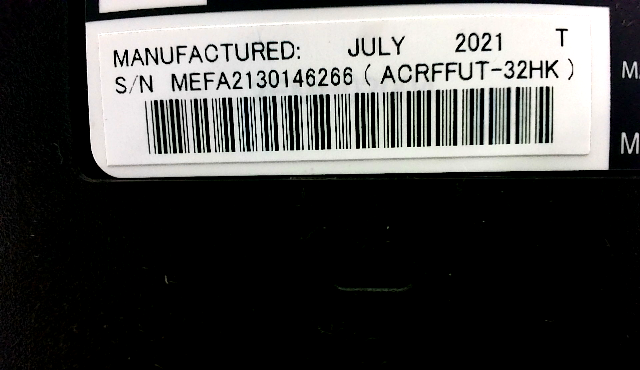 MANUFACTURED: JULY 2021 T
S/N MEFA2130146266 ( ACRFFUT-32HK )